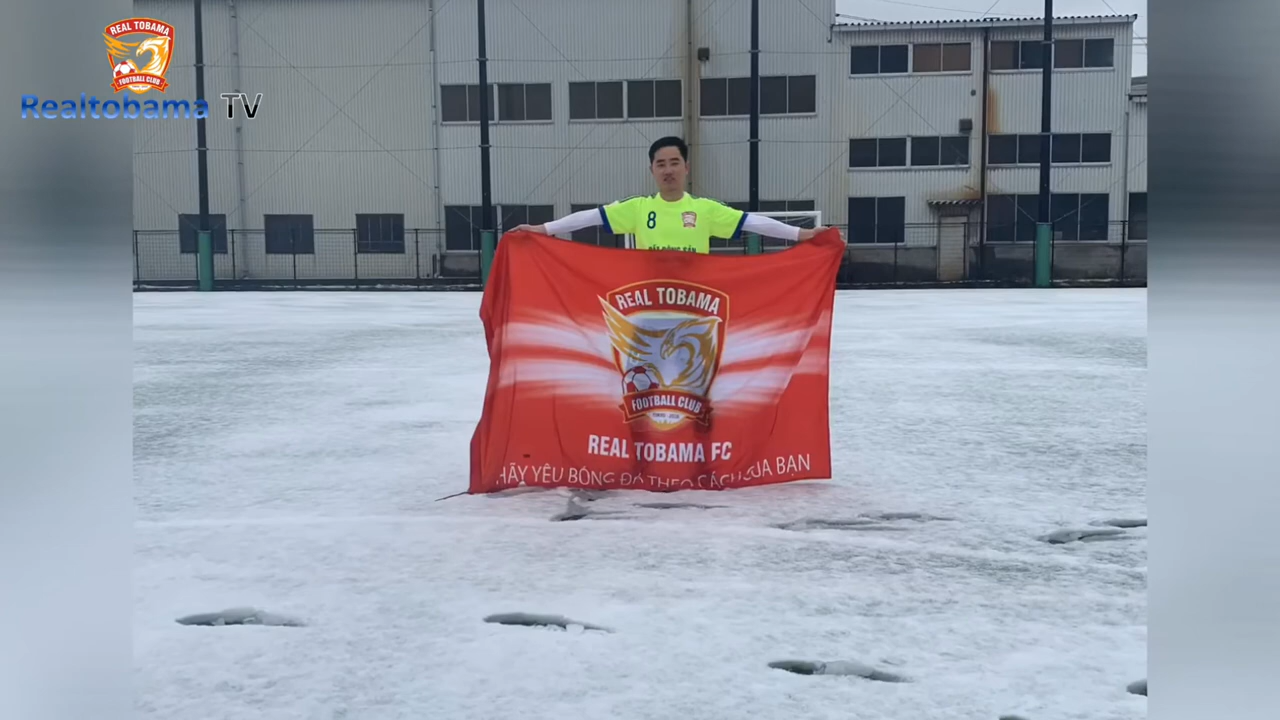 REAL TOBAMA
FOOTBALL CLUB
Realtobama TV
8
REAL TOBAMA
FOOTBALL CLUB
REAL TOBAMA FC
HÃY YÊU BÓNG ĐÁ THEO CÁCH CỦA BẠN